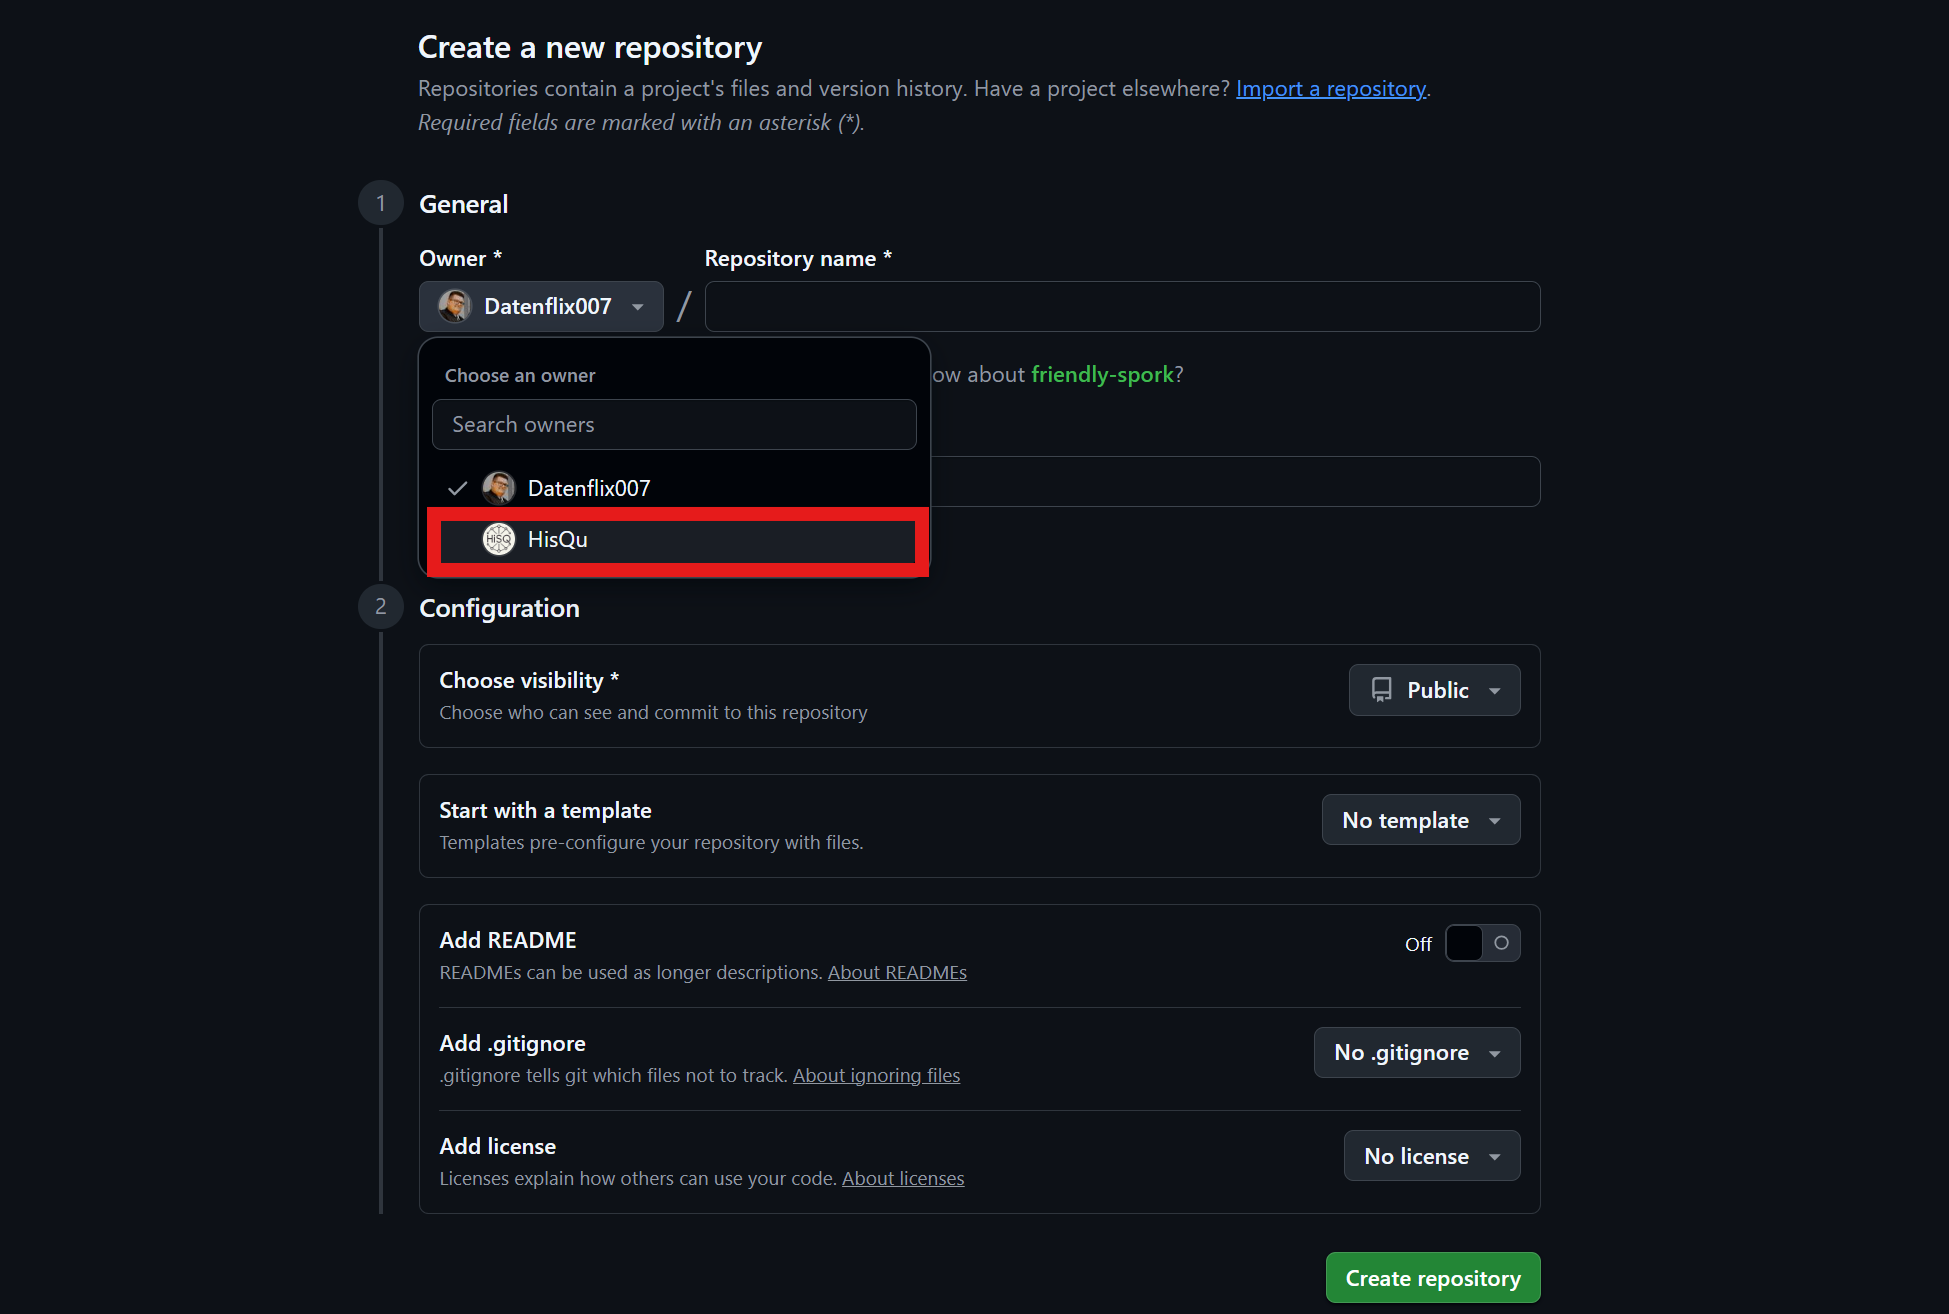 Create a new repository
Repositories contain a project's files and version history. Have a project elsewhere? Import a repository.
Required fields are marked with an asterisk (*).
1 General
Owner * Repository name *
Datenflix007 /
Choose an owner
ow about friendly-spork?
Search owners
Datenflix007
HiSQ HisQu
2 Configuration
Choose visibility *
Choose who can see and commit to this repository
Public
Start with a template
Templates pre-configure your repository with files.
No template
Add README
READMEs can be used as longer descriptions. About READMEs
Off
Add .gitignore
.gitignore tells git which files not to track. About ignoring files
No .gitignore
Add license
Licenses explain how others can use your code. About licenses
No license
Create repository